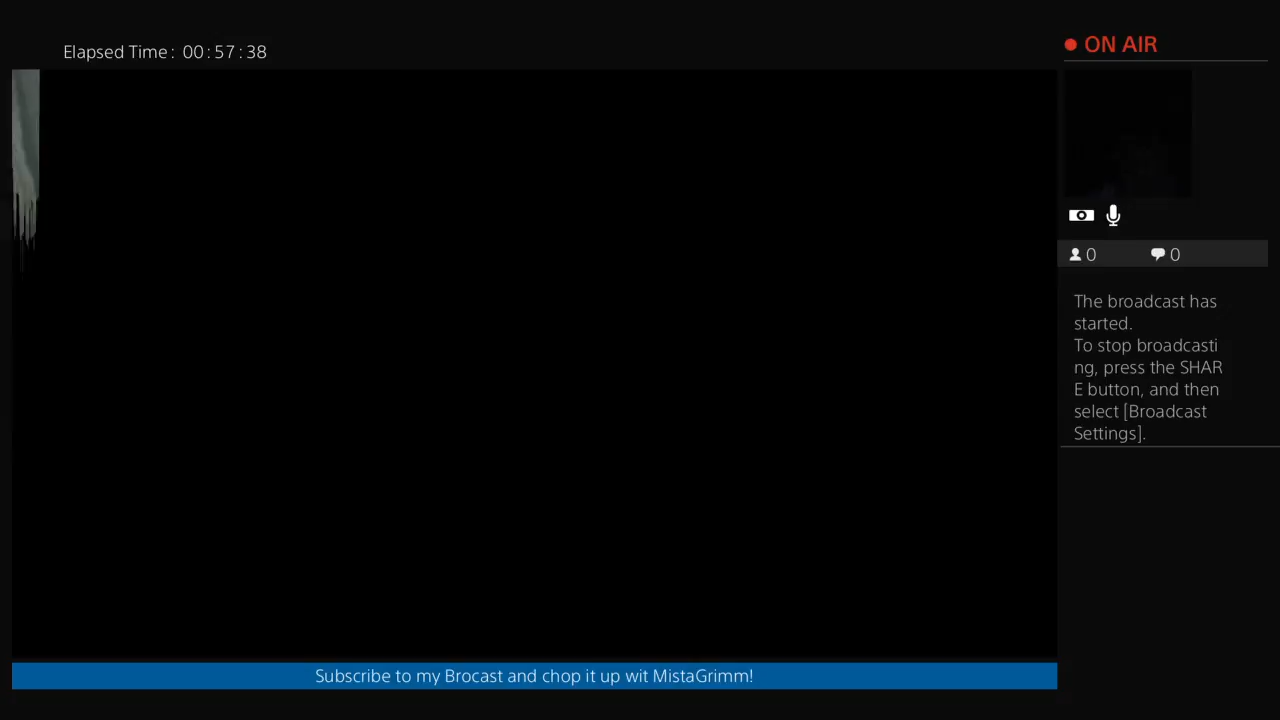 Elapsed Time: 00:57:38
ON AIR
0 0
The broadcast has
started.
To stop broadcasti
ng, press the SHAR
E button, and then
select [Broadcast
Settings].
Subscribe to my Brocast and chop it up wit MistaGrimm!